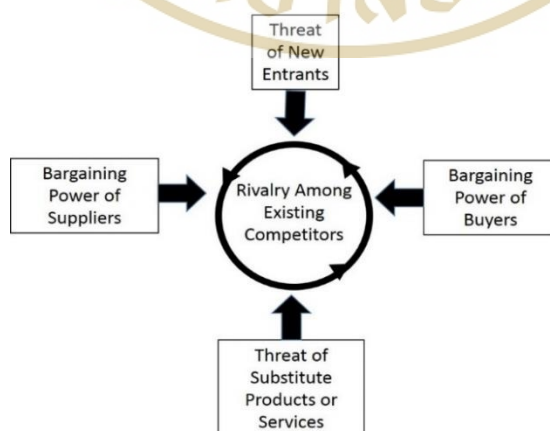 Threat
of New
Entrants
Bargaining
Power of
Suppliers
Rivalry Among
Existing
Competitors
Bargaining
Power of
Buyers
Threat of
Substitute
Products or
Services